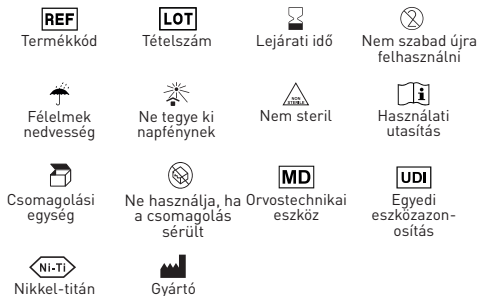 REF
LOT
Termékkód
Tételszám
Lejárati idő
Nem szabad újra
felhasználni
2
Félelmek
nedvesség
Ne tegye ki
napfénynek
NON
STERILE
Nem steril
i
Használati
utasítás
Csomagolási
egység
Ne használja, ha
a csomagolás
sérült
MD
Orvostechnikai
eszköz
UDI
Egyedi
eszközazon-
osítás
Ni-Ti
Nikkel-titán
Gyártó